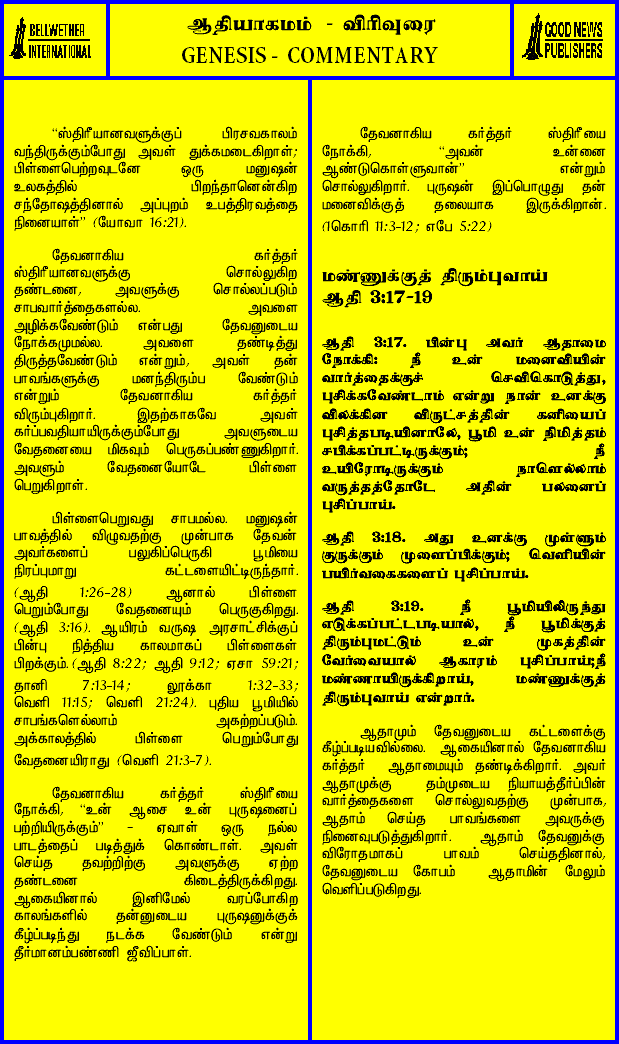 BELLWETHER
INTERNATIONAL
ஆதியாகமம் - விரிவுரை
GENESIS - COMMENTARY
GOOD NEWS
PUBLISHERS
“ஸ்திரீயானவளுக்குப் பிரசவகாலம்
வந்திருக்கும்போது அவள் துக்கமடைகிறாள்;
பிள்ளைபெற்றவுடனே ஒரு மனுஷன்
உலகத்தில் பிறந்தானென்கிற
சந்தோஷத்தினால் அப்புறம் உபத்திரவத்தை
நினையாள்” (யோவா 16:21).
தேவனாகிய கர்த்தர்
ஸ்திரீயானவளுக்கு சொல்லுகிற
தண்டனை, அவளுக்கு சொல்லப்படும்
சாபவார்த்தைகளல்ல. அவளை
அழிக்கவேண்டும் என்பது தேவனுடைய
நோக்கமுமல்ல. அவளை தண்டித்து
திருத்தவேண்டும் என்றும், அவள் தன்
பாவங்களுக்கு மனந்திரும்ப வேண்டும்
என்றும் தேவனாகிய கர்த்தர்
விரும்புகிறார். இதற்காகவே அவள்
கர்ப்பவதியாயிருக்கும்போது அவளுடைய
வேதனையை மிகவும் பெருகப்பண்ணுகிறார்.
அவளும் வேதனையோடே பிள்ளை
பெறுகிறாள்.
பிள்ளைபெறுவது சாபமல்ல. மனுஷன்
பாவத்தில் விழுவதற்கு முன்பாக தேவன்
அவர்களைப் பலுகிப்பெருகி பூமியை
நிரப்புமாறு கட்டளையிட்டிருந்தார்.
(ஆதி 1:26-28) ஆனால் பிள்ளை
பெறும்போது வேதனையும் பெருகுகிறது.
(ஆதி 3:16). ஆயிரம் வருஷ அரசாட்சிக்குப்
பின்பு நித்திய காலமாகப் பிள்ளைகள்
பிறக்கும். (ஆதி 8:22; ஆதி 9:12; ஏசா 59:21;
தானி 7:13-14; லூக்கா 1:32-33;
வெளி 11:15; வெளி 21:24). புதிய பூமியில்
சாபங்களெல்லாம் அகற்றப்படும்.
அக்காலத்தில் பிள்ளை பெறும்போது
வேதனையிராது (வெளி 21:3-7).
தேவனாகிய கர்த்தர் ஸ்திரீயை
நோக்கி, “உன் ஆசை உன் புருஷனைப்
பற்றியிருக்கும்” - ஏவாள் ஒரு நல்ல
பாடத்தைப் படித்துக் கொண்டாள். அவள்
செய்த தவற்றிற்கு அவளுக்கு ஏற்ற
தண்டனை கிடைத்திருக்கிறது.
ஆகையினால் இனிமேல் வரப்போகிற
காலங்களில் தன்னுடைய புருஷனுக்குக்
கீழ்ப்படிந்து நடக்க வேண்டும் என்று
தீர்மானம்பண்ணி ஜீவிப்பாள்.
தேவனாகிய கர்த்தர் ஸ்திரீயை
நோக்கி, “அவன் உன்னை
ஆண்டுகொள்ளுவான்” என்றும்
சொல்லுகிறார். புருஷன் இப்பொழுது தன்
மனைவிக்குத் தலையாக இருக்கிறான்.
(1கொரி 11:3-12; எபே 5:22)
மண்ணுக்குத் திரும்புவாய்
ஆதி 3:17-19
ஆதி 3:17. பின்பு அவர் ஆதாமை
நோக்கி: நீ உன் மனைவியின்
வார்த்தைக்குச் செவிகொடுத்து,
புசிக்கவேண்டாம் என்று நான் உனக்கு
விலக்கின விருட்சத்தின் கனியைப்
புசித்தபடியினாலே, பூமி உன் நிமித்தம்
சபிக்கப்பட்டிருக்கும்; நீ
உயிரோடிருக்கும் நாளெல்லாம்
வருத்தத்தோடே அதின் பலனைப்
புசிப்பாய்.
ஆதி 3:18. அது உனக்கு முள்ளும்
குருக்கும் முளைப்பிக்கும்; வெளியின்
பயிர்வகைகளைப் புசிப்பாய்.
ஆதி 3:19. நீ பூமியிலிருந்து
எடுக்கப்பட்டபடியால், நீ பூமிக்குத்
திரும்புமட்டும் உன் முகத்தின்
வேர்வையால் ஆகாரம் புசிப்பாய்;நீ
மண்ணாயிருக்கிறாய், மண்ணுக்குத்
திரும்புவாய் என்றார்.
ஆதாமும் தேவனுடைய கட்டளைக்கு
கீழ்ப்படியவில்லை. ஆகையினால் தேவனாகிய
கர்த்தர் ஆதாமையும் தண்டிக்கிறார். அவர்
ஆதாமுக்கு தம்முடைய நியாயத்தீர்ப்பின்
வார்த்தைகளை சொல்லுவதற்கு முன்பாக,
ஆதாம் செய்த பாவங்களை அவருக்கு
நினைவுபடுத்துகிறார். ஆதாம் தேவனுக்கு
விரோதமாகப் பாவம் செய்ததினால்,
தேவனுடைய கோபம் ஆதாமின் மேலும்
வெளிப்படுகிறது.